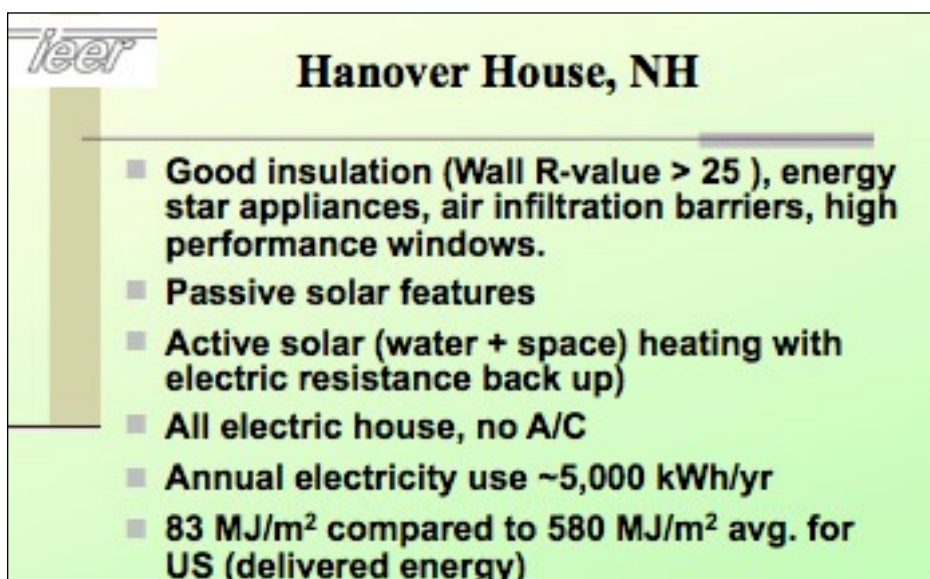 ieer
Hanover House, NH
Good insulation (Wall R-value > 25 ), energy
star appliances, air infiltration barriers, high
performance windows.
Passive solar features
Active solar (water + space) heating with
electric resistance back up)
All electric house, no A/C
Annual electricity use ~5,000 kWh/yr
83 MJ/m² compared to 580 MJ/m² avg. for
US (delivered energy)